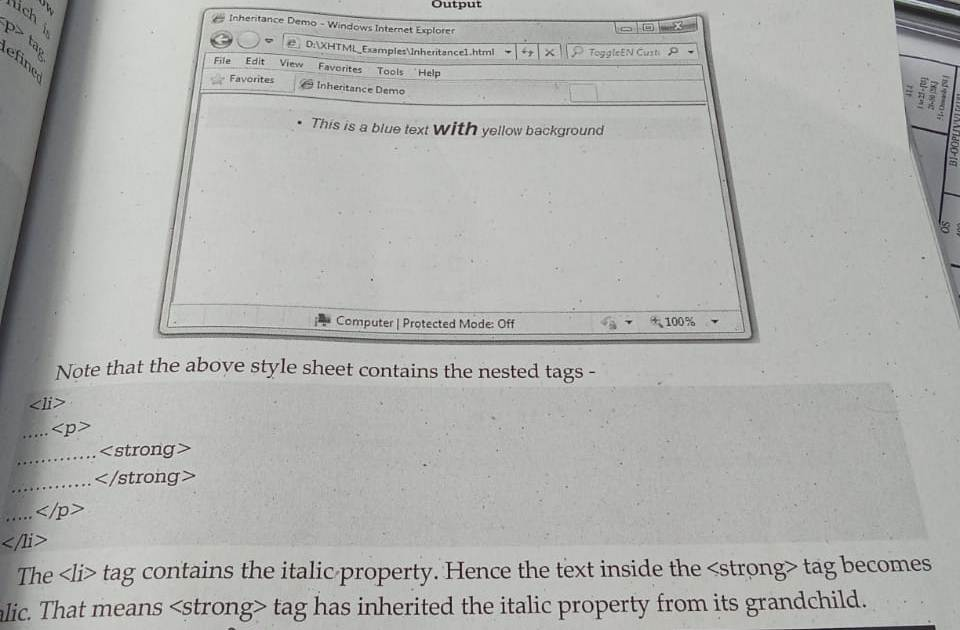 Output
Inheritance Demo - Windows Internet Explorer
D:\XHTML_Examples\Inheritance1.html
ToggleEN Cust
File Edit View Favorites Tools Help
Favorites
Inheritance Demo
• This is a blue text with yellow background
Computer | Protected Mode: Off
100%
Note that the above style sheet contains the nested tags -
<li>
.....<p>
.............<strong>
.............</strong>
.....</p>
</li>
The <li> tag contains the italic property. Hence the text inside the <strong> tag becomes
alic. That means <strong> tag has inherited the italic property from its grandchild.
ow
hich is
<p> tag.
defined
OS